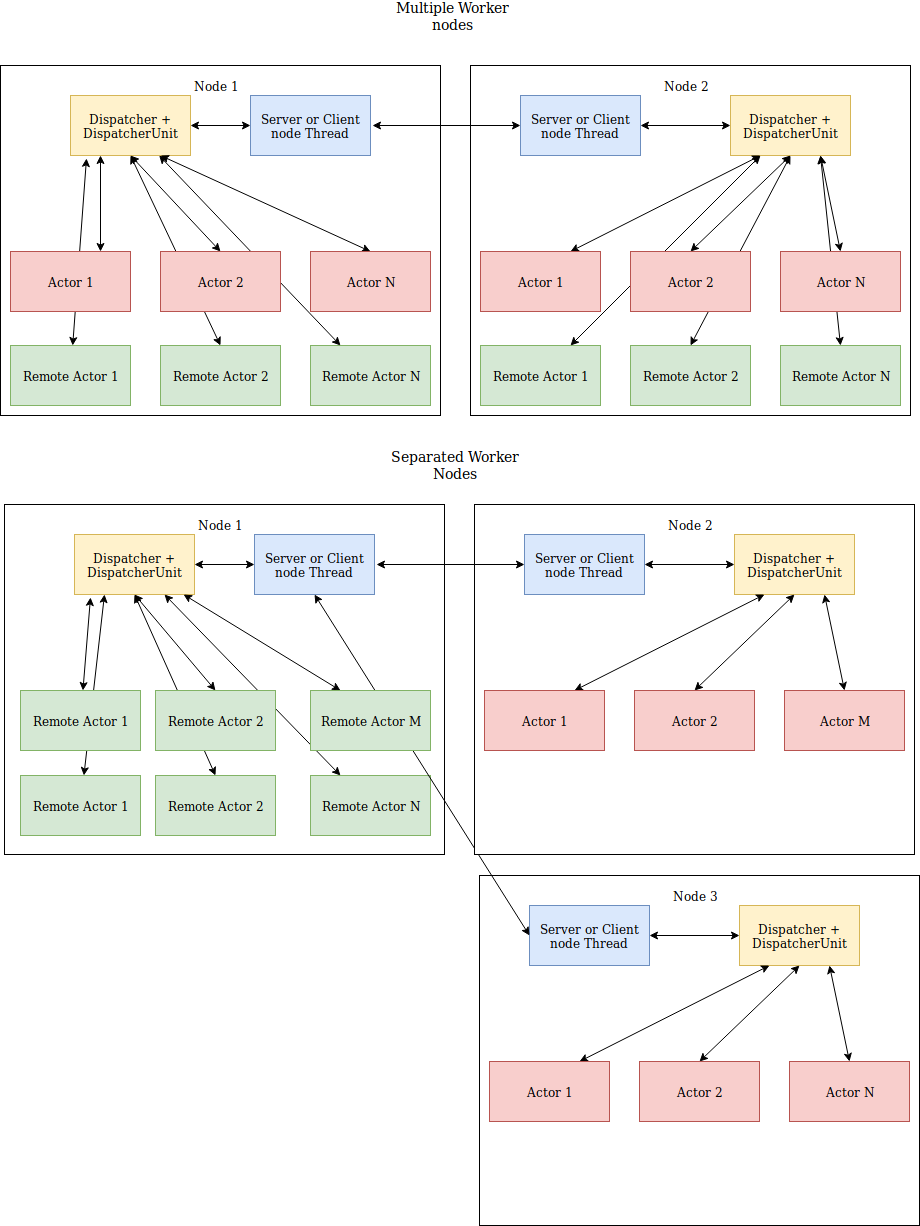 Multiple Worker
nodes
Node 1
Dispatcher +
DispatcherUnit
Server or Client
node Thread
Actor 1
Actor 2
Actor N
Remote Actor 1
Remote Actor 2
Remote Actor N
Node 2
Server or Client
node Thread
Dispatcher +
DispatcherUnit
Actor 1
Actor 2
Actor N
Remote Actor 1
Remote Actor 2
Remote Actor N
Separated Worker
Nodes
Node 1
Dispatcher +
DispatcherUnit
Server or Client
node Thread
Remote Actor 1
Remote Actor 2
Remote Actor M
Remote Actor 1
Remote Actor 2
Remote Actor N
Node 2
Server or Client
node Thread
Dispatcher +
DispatcherUnit
Actor 1
Actor 2
Actor M
Node 3
Server or Client
node Thread
Dispatcher +
DispatcherUnit
Actor 1
Actor 2
Actor N